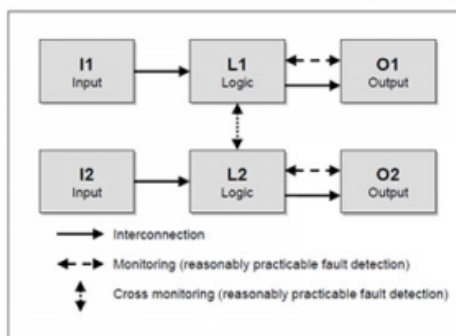 I1
Input
L1
Logic
O1
Output
I2
Input
L2
Logic
O2
Output
Interconnection
Monitoring (reasonably practicable fault detection)
Cross monitoring (reasonably practicable fault detection)